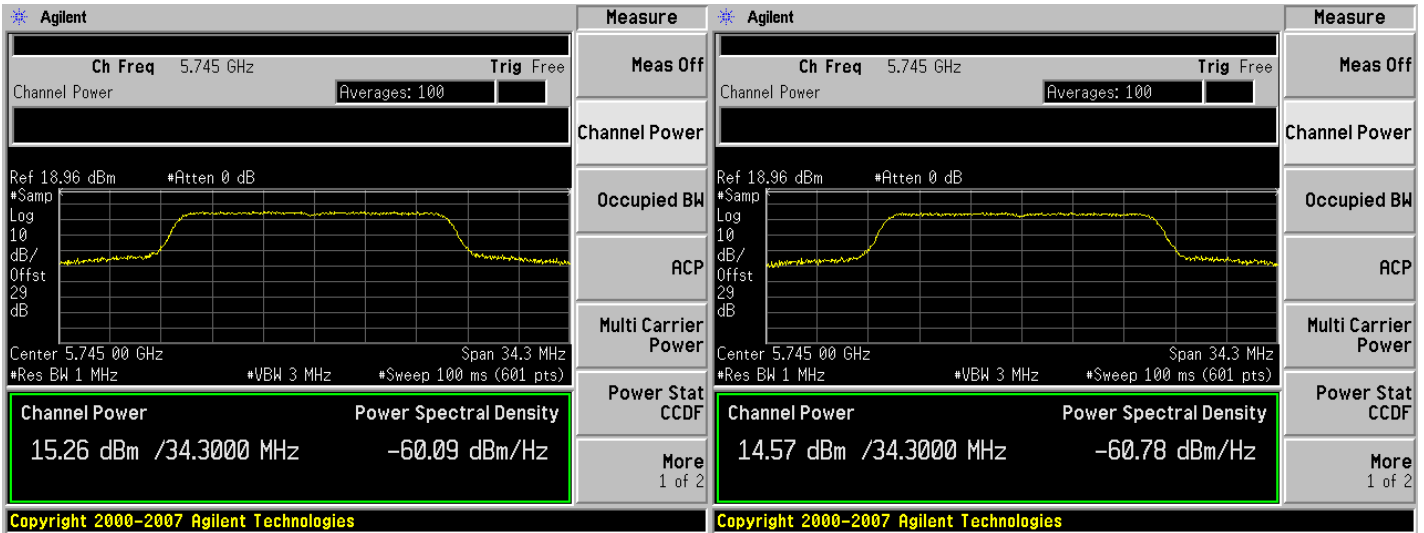 Agilent
Measure
Ch Freq 5.745 GHz Trig Free
Meas Off
Channel Power Averages: 100
Channel Power
Ref 18.96 dBm #Atten 0 dB
#Samp
Log
10
dB/
Offst
29
dB
Occupied BW
ACP
Multi Carrier
Power
Center 5.745 00 GHz Span 34.3 MHz
#Res BW 1 MHz #VBW 3 MHz #Sweep 100 ms (601 pts)
Power Stat
CCDF
Channel Power Power Spectral Density
15.26 dBm /34.3000 MHz -60.09 dBm/Hz
More
1 of 2
Copyright 2000-2007 Agilent Technologies
Agilent
Measure
Ch Freq 5.745 GHz Trig Free
Meas Off
Channel Power Averages: 100
Channel Power
Ref 18.96 dBm #Atten 0 dB
#Samp
Log
10
dB/
Offst
29
dB
Occupied BW
ACP
Multi Carrier
Power
Center 5.745 00 GHz Span 34.3 MHz
#Res BW 1 MHz #VBW 3 MHz #Sweep 100 ms (601 pts)
Power Stat
CCDF
Channel Power Power Spectral Density
14.57 dBm /34.3000 MHz -60.78 dBm/Hz
More
1 of 2
Copyright 2000-2007 Agilent Technologies